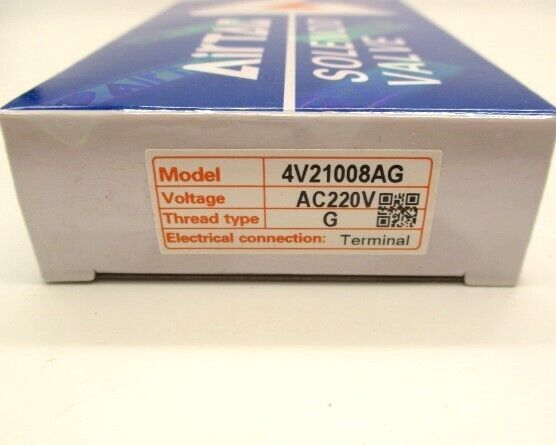 AirTAC
SOLENOID
VALVE
Model 4V21008AG
Voltage AC220V
Thread type G
Electrical connection: Terminal